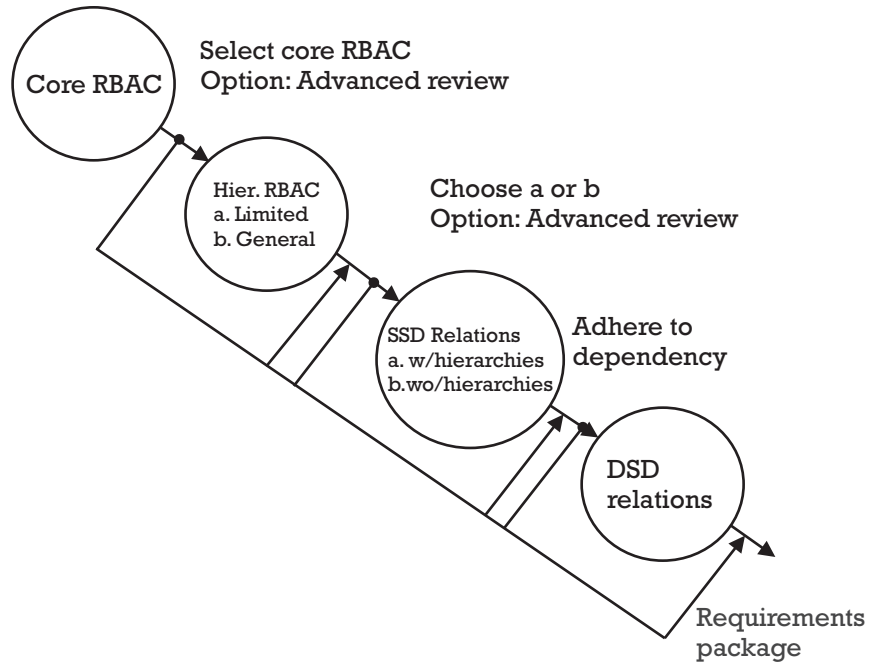 Core RBAC
Select core RBAC
Option: Advanced review
Hier. RBAC
a. Limited
b. General
Choose a or b
Option: Advanced review
SSD Relations
a. w/hierarchies
b.wo/hierarchies
Adhere to
dependency
DSD
relations
Requirements
package